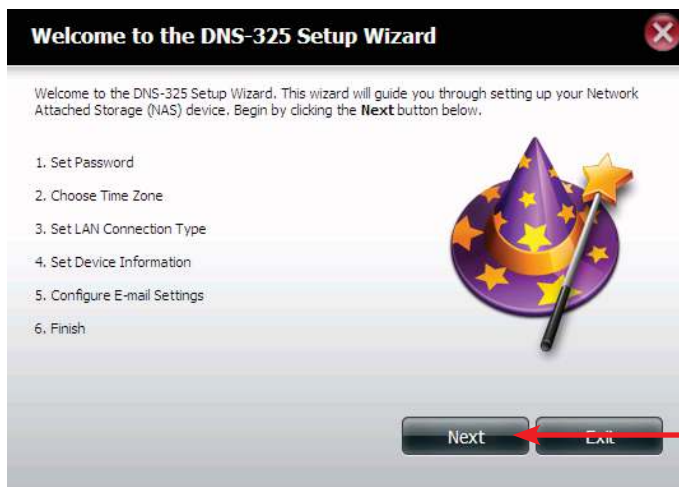 Welcome to the DNS-325 Setup Wizard
Welcome to the DNS-325 Setup Wizard. This wizard will guide you through setting up your Network
Attached Storage (NAS) device. Begin by clicking the Next button below.
1. Set Password
2. Choose Time Zone
3. Set LAN Connection Type
4. Set Device Information
5. Configure E-mail Settings
6. Finish
Next
Exit